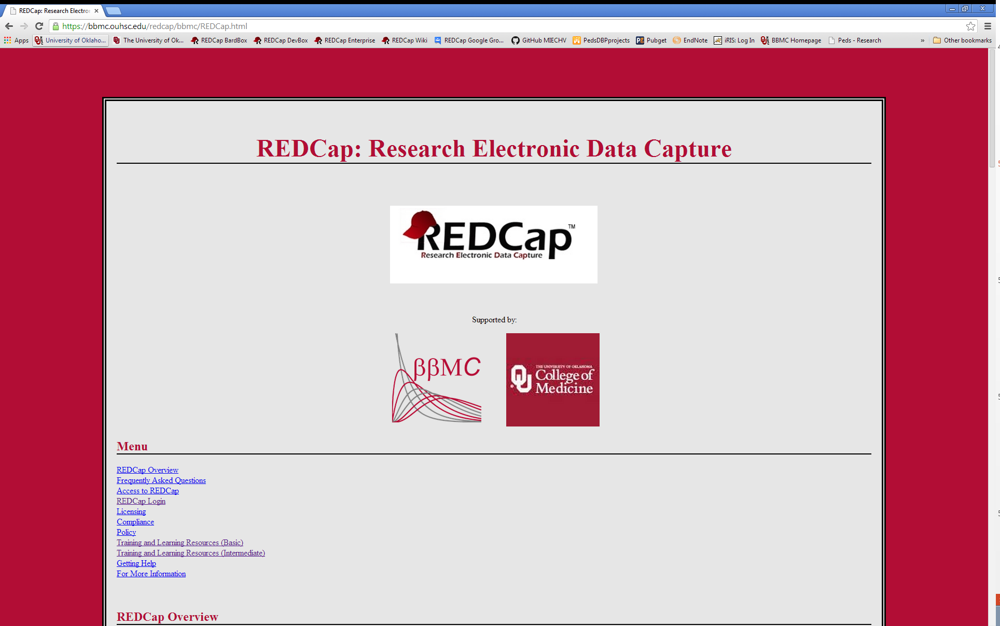 REDCap: Research Electro
https://bbmc.ouhsc.edu/redcap/bbmc/REDCap.html
Apps University of Oklaho... The University of Ok... REDCap BardBox REDCap DevBox REDCap Enterprise REDCap Wiki REDCap Google Gro... GitHub MIECHV PedsDBPprojects Pubget EndNote iRIS: Log In BBMC Homepage Peds - Research » Other bookmarks
REDCap: Research Electronic Data Capture
REDCap™
Research Electronic Data Capture
Supported by:
ββMC
THE UNIVERSITY OF OKLAHOMA
OU College of
Medicine
Menu
REDCap Overview
Frequently Asked Questions
Access to REDCap
REDCap Login
Licensing
Compliance
Policy
Training and Learning Resources (Basic)
Training and Learning Resources (Intermediate)
Getting Help
For More Information
REDCap Overview